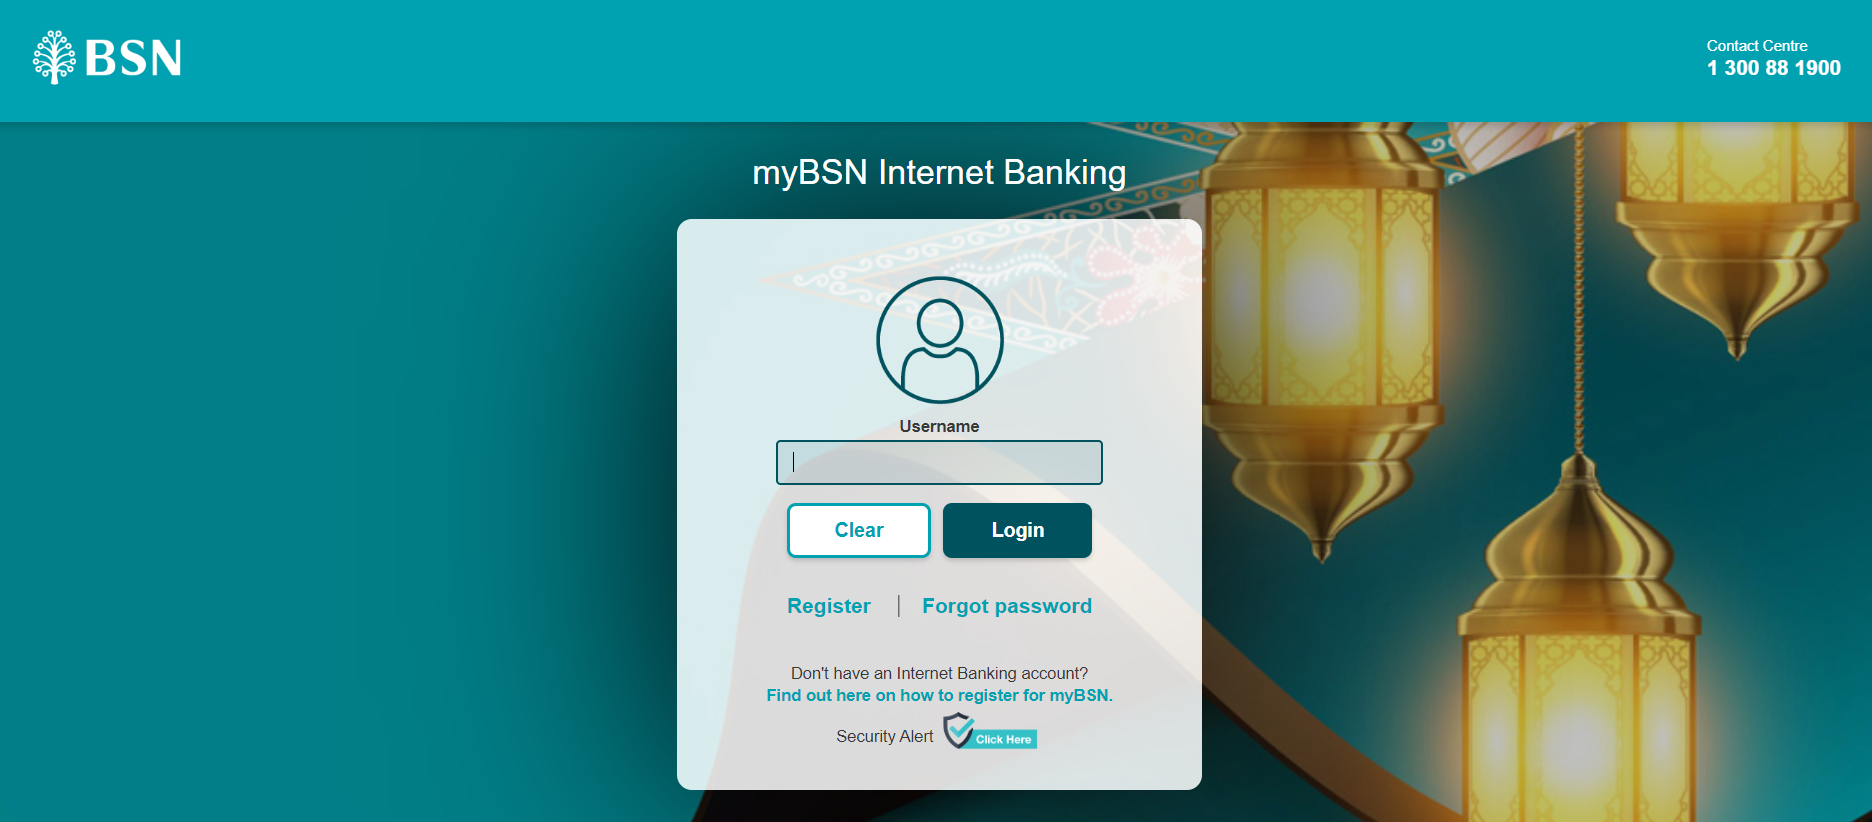 BSN
Contact Centre
1 300 88 1900
myBSN Internet Banking
Username
Clear
Login
Register | Forgot password
Don't have an Internet Banking account?
Find out here on how to register for myBSN.
Security Alert Click Here